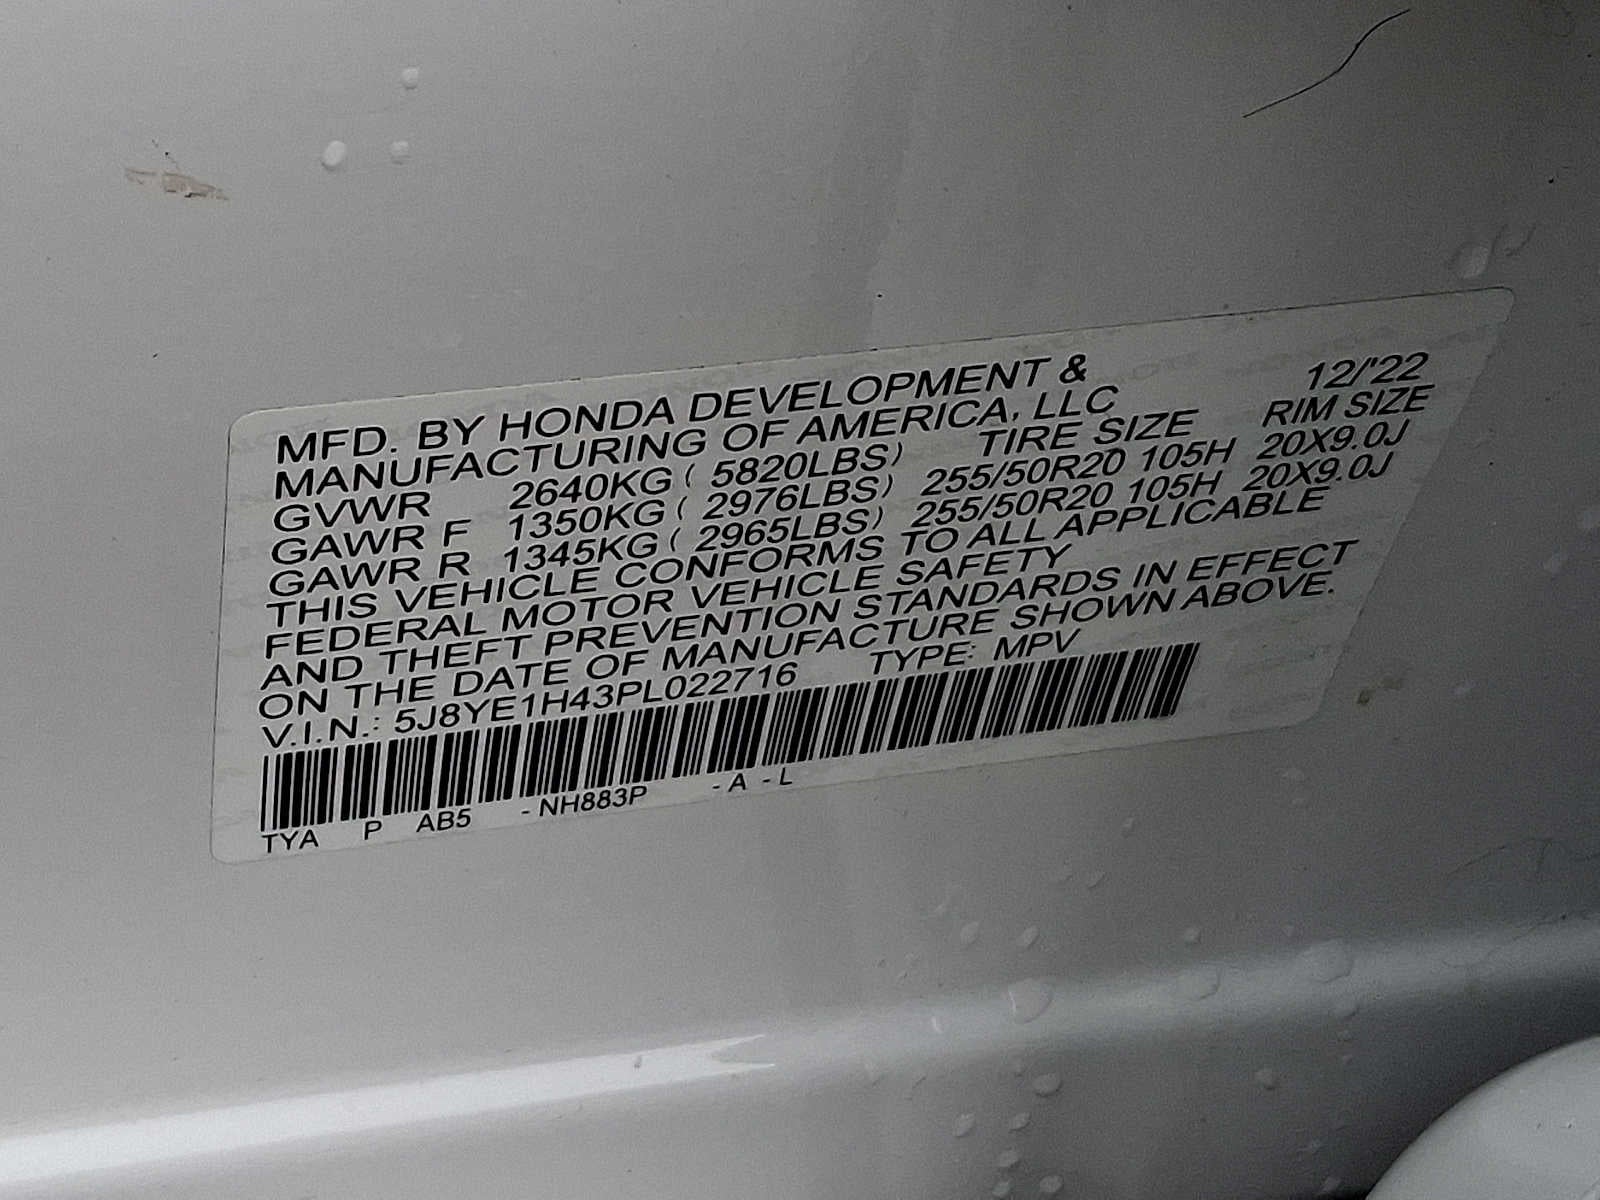 MFD. BY HONDA DEVELOPMENT & 12/'22
MANUFACTURING OF AMERICA, LLC
TIRE SIZE RIM SIZE
GVWR 2640KG ( 5820LBS)
GAWR F 1350KG ( 2976LBS) 255/50R20 105H 20X9.0J
GAWR R 1345KG ( 2965LBS) 255/50R20 105H 20X9.0J
THIS VEHICLE CONFORMS TO ALL APPLICABLE
FEDERAL MOTOR VEHICLE SAFETY
AND THEFT PREVENTION STANDARDS IN EFFECT
ON THE DATE OF MANUFACTURE SHOWN ABOVE.
V.I.N.: 5J8YE1H43PL022716 TYPE: MPV
TYA P AB5 - NH883P - A - L